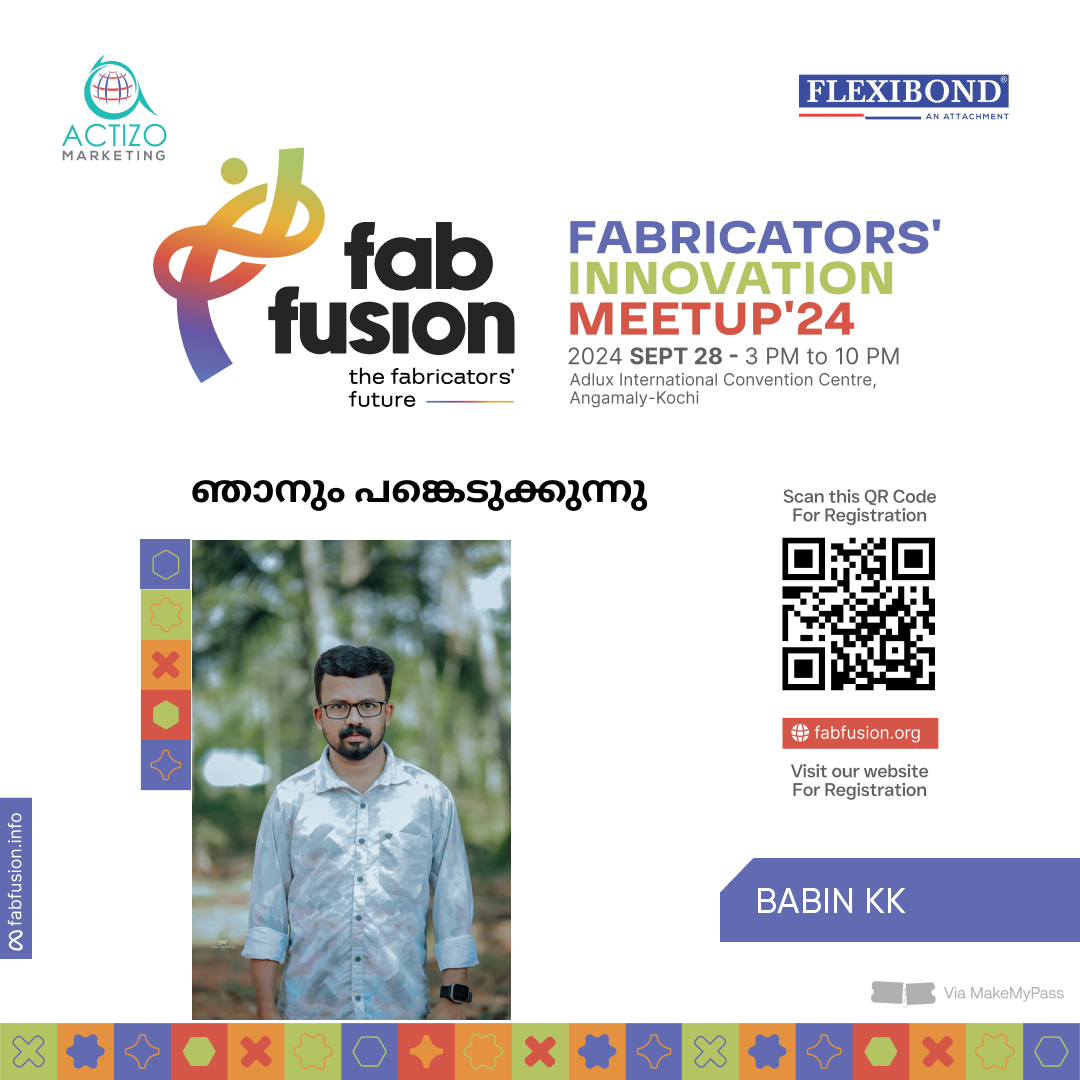 ACTIZO
MARKETING
FLEXIBOND®
AN ATTACHMENT
fab
fusion
the fabricators'
future
FABRICATORS'
INNOVATION
MEETUP'24
2024 SEPT 28 - 3 PM to 10 PM
Adlux International Convention Centre,
Angamaly-Kochi
ഞാനും പങ്കെടുക്കുന്നു
Scan this QR Code
For Registration
fabfusion.org
Visit our website
For Registration
fabfusion.info
BABIN KK
Via MakeMyPass